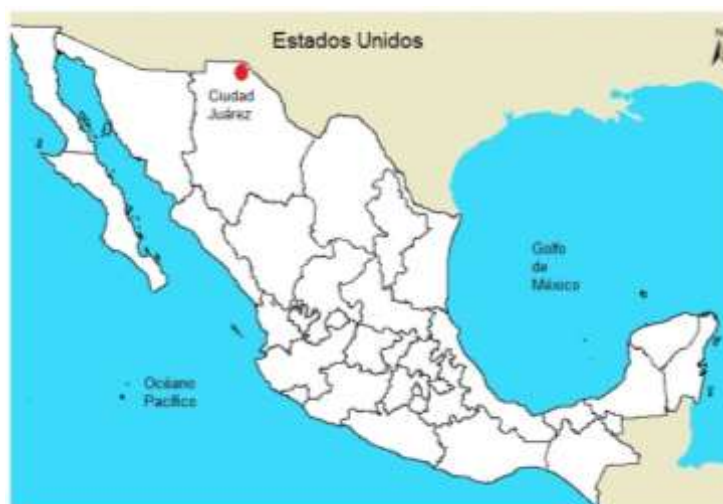 Estados Unidos
N
Ciudad
Juárez
Golfo
de
México
Océano
Pacífico